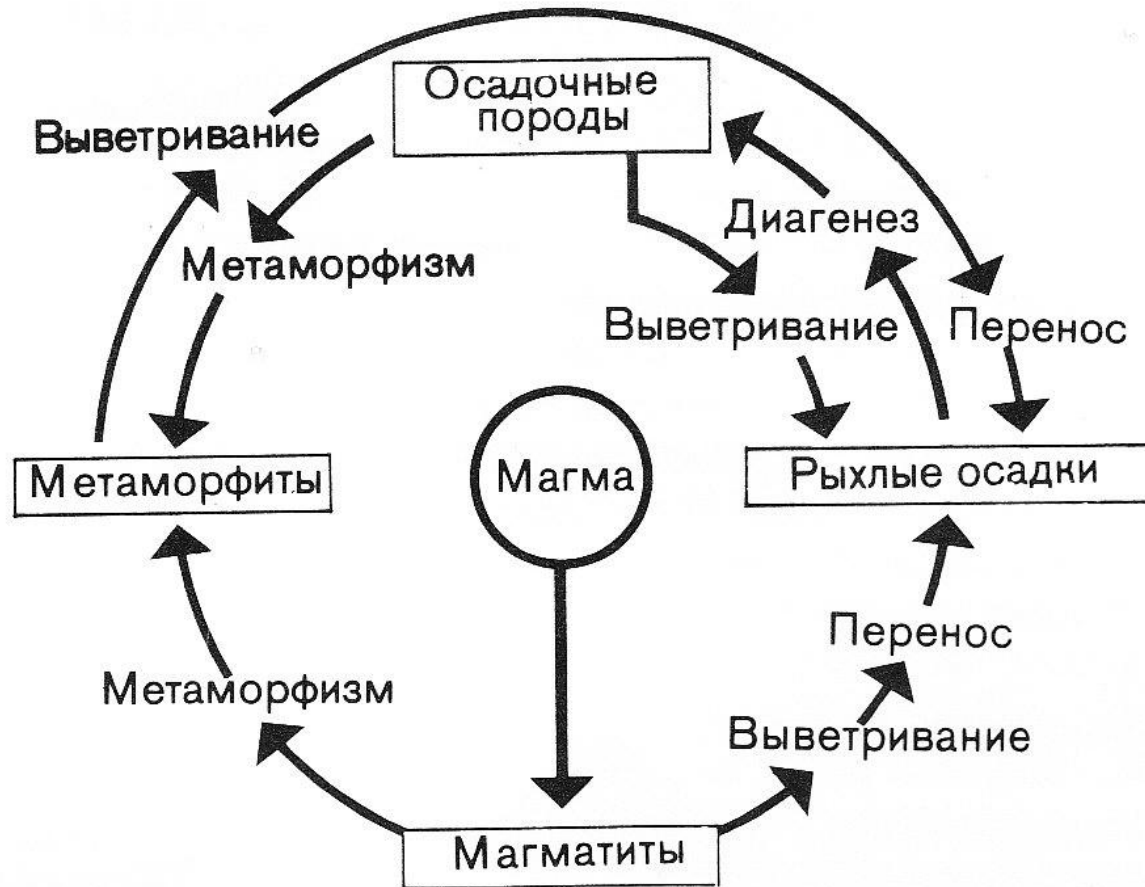 Осадочные
породы
Выветривание
Диагенез
Метаморфизм
Выветривание
Перенос
Метаморфиты
Магма
Рыхлые осадки
Перенос
Метаморфизм
Выветривание
Магматиты